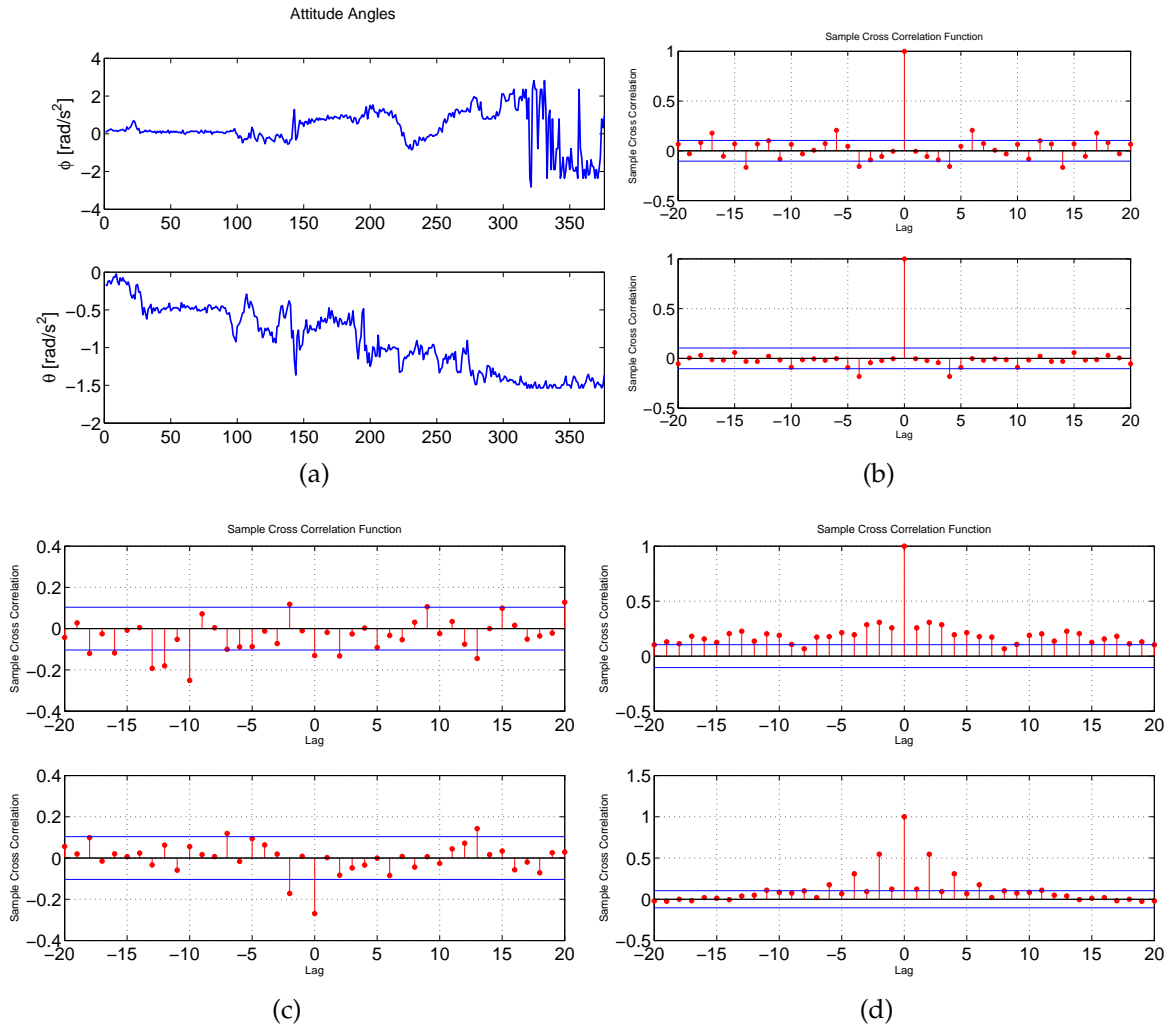 Attitude Angles
φ [rad/s²]
4
2
0
−2
−4
0 50 100 150 200 250 300 350
θ [rad/s²]
0
−0.5
−1
−1.5
−2
0 50 100 150 200 250 300 350
(a)
Sample Cross Correlation Function
Sample Cross Correlation
1
0.5
0
−0.5
−20 −15 −10 −5 0 5 10 15 20
Lag
Sample Cross Correlation
1
0.5
0
−0.5
−20 −15 −10 −5 0 5 10 15 20
Lag
(b)
Sample Cross Correlation Function
Sample Cross Correlation
0.4
0.2
0
−0.2
−0.4
−20 −15 −10 −5 0 5 10 15 20
Lag
Sample Cross Correlation
0.4
0.2
0
−0.2
−0.4
−20 −15 −10 −5 0 5 10 15 20
Lag
(c)
Sample Cross Correlation Function
Sample Cross Correlation
1
0.5
0
−0.5
−20 −15 −10 −5 0 5 10 15 20
Lag
Sample Cross Correlation
1.5
1
0.5
0
−0.5
−20 −15 −10 −5 0 5 10 15 20
Lag
(d)